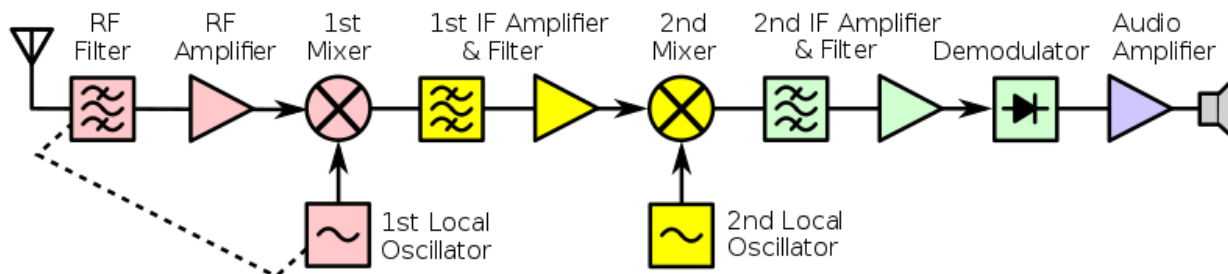 RF
Filter
RF
Amplifier
1st
Mixer
1st IF Amplifier
& Filter
2nd
Mixer
2nd IF Amplifier
& Filter
Demodulator
Audio
Amplifier
1st Local
Oscillator
2nd Local
Oscillator